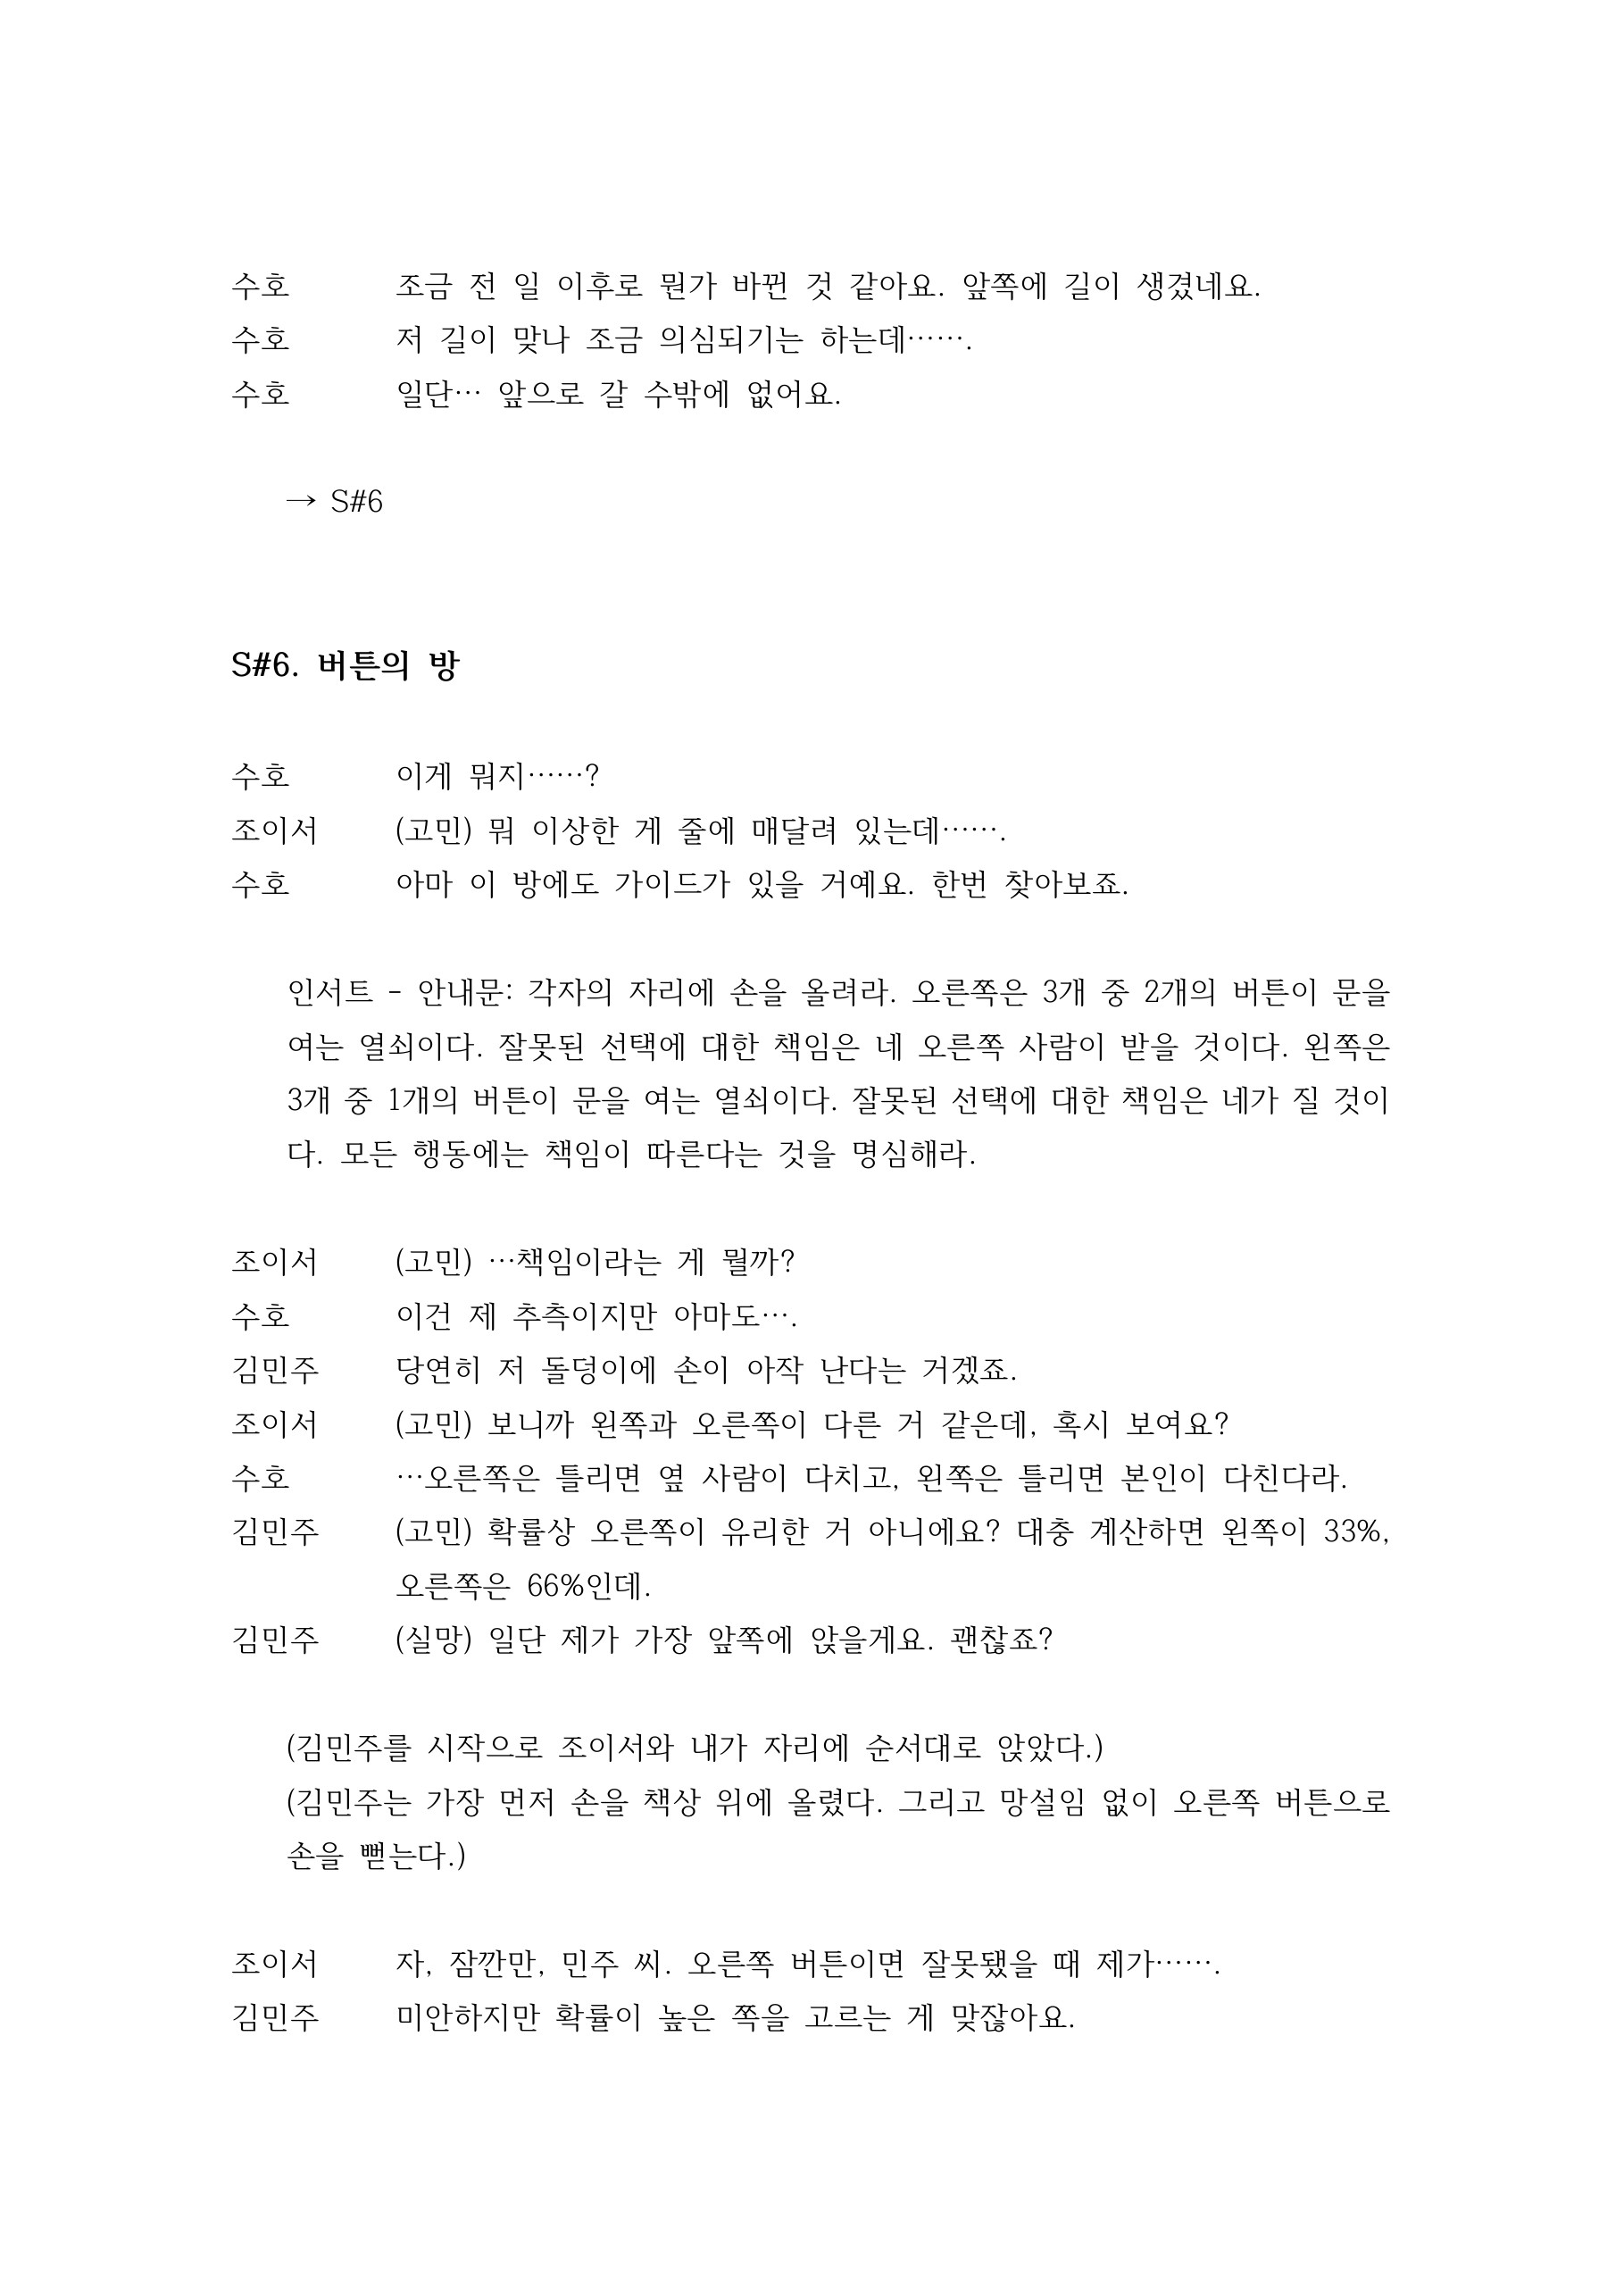 수호 조금 전 일 이후로 뭔가 바뀐 것 같아요. 앞쪽에 길이 생겼네요.
수호 저 길이 맞나 조금 의심되기는 하는데…….
수호 일단… 앞으로 갈 수밖에 없어요.
→ S#6
S#6. 버튼의 방
수호 이게 뭐지……?
조이서 (고민) 뭐 이상한 게 줄에 매달려 있는데…….
수호 아마 이 방에도 가이드가 있을 거예요. 한번 찾아보죠.
인서트 - 안내문: 각자의 자리에 손을 올려라. 오른쪽은 3개 중 2개의 버튼이 문을
여는 열쇠이다. 잘못된 선택에 대한 책임은 네 오른쪽 사람이 받을 것이다. 왼쪽은
3개 중 1개의 버튼이 문을 여는 열쇠이다. 잘못된 선택에 대한 책임은 네가 질 것이
다. 모든 행동에는 책임이 따른다는 것을 명심해라.
조이서 (고민) …책임이라는 게 뭘까?
수호 이건 제 추측이지만 아마도….
김민주 당연히 저 돌덩이에 손이 아작 난다는 거겠죠.
조이서 (고민) 보니까 왼쪽과 오른쪽이 다른 거 같은데, 혹시 보여요?
수호 …오른쪽은 틀리면 옆 사람이 다치고, 왼쪽은 틀리면 본인이 다친다라.
김민주 (고민) 확률상 오른쪽이 유리한 거 아니에요? 대충 계산하면 왼쪽이 33%,
오른쪽은 66%인데.
김민주 (실망) 일단 제가 가장 앞쪽에 앉을게요. 괜찮죠?
(김민주를 시작으로 조이서와 내가 자리에 순서대로 앉았다.)
(김민주는 가장 먼저 손을 책상 위에 올렸다. 그리고 망설임 없이 오른쪽 버튼으로
손을 뻗는다.)
조이서 자, 잠깐만, 민주 씨. 오른쪽 버튼이면 잘못됐을 때 제가…….
김민주 미안하지만 확률이 높은 쪽을 고르는 게 맞잖아요.